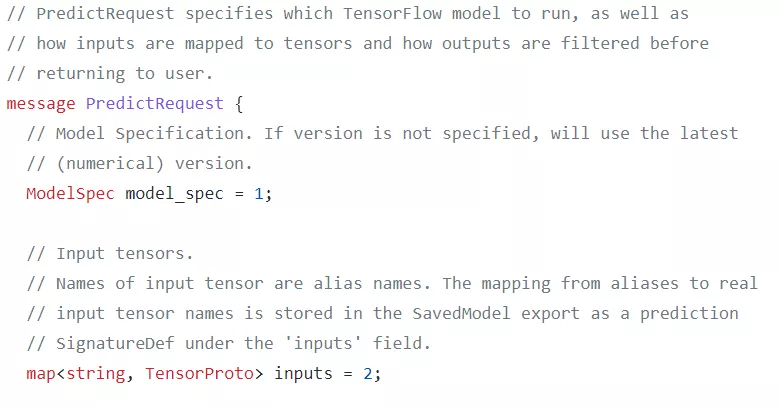 // PredictRequest specifies which TensorFlow model to run, as well as
// how inputs are mapped to tensors and how outputs are filtered before
// returning to user.
message PredictRequest {
// Model Specification. If version is not specified, will use the latest
// (numerical) version.
ModelSpec model_spec = 1;
// Input tensors.
// Names of input tensor are alias names. The mapping from aliases to real
// input tensor names is stored in the SavedModel export as a prediction
// SignatureDef under the 'inputs' field.
map<string, TensorProto> inputs = 2;